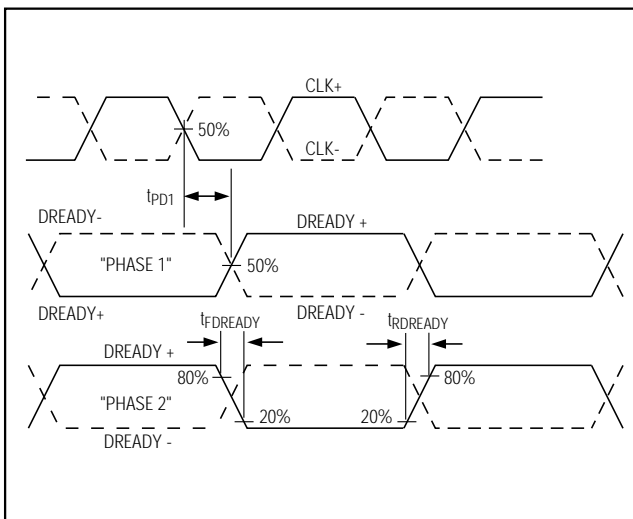 CLK+
50%
CLK-
tPD1
DREADY-
DREADY +
"PHASE 1"
50%
DREADY+
DREADY -
tFDREADY
tRDREADY
DREADY +
80%
80%
"PHASE 2"
20%
20%
DREADY -